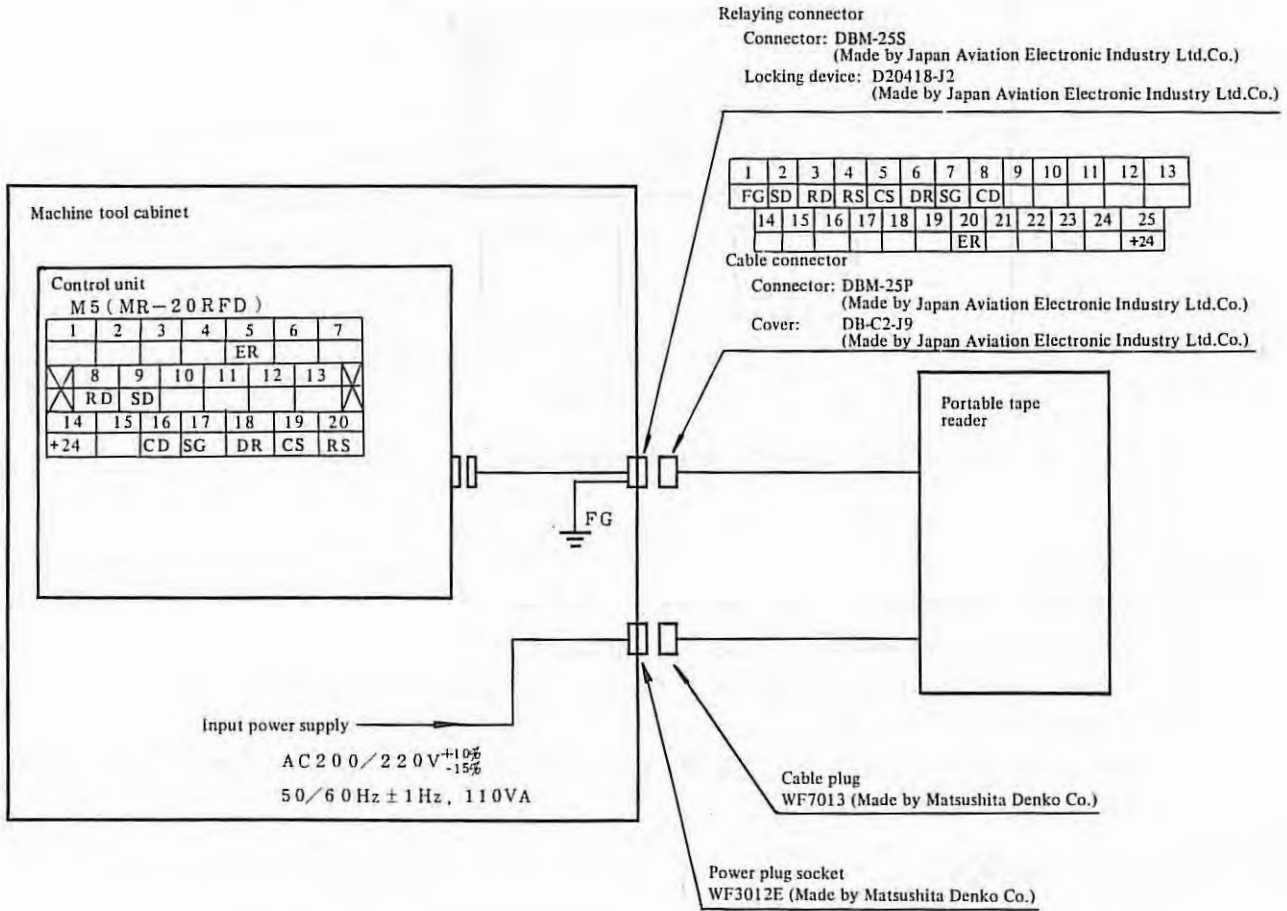 Relaying connector
Connector: DBM-25S
(Made by Japan Aviation Electronic Industry Ltd.Co.)
Locking device: D20418-J2
(Made by Japan Aviation Electronic Industry Ltd.Co.)
1 2 3 4 5 6 7 8 9 10 11 12 13
FG SD RD RS CS DR SG CD
14 15 16 17 18 19 20 21 22 23 24 25
ER +24
Cable connector
Connector: DBM-25P
(Made by Japan Aviation Electronic Industry Ltd.Co.)
Cover: DB-C2-J9
(Made by Japan Aviation Electronic Industry Ltd.Co.)
Machine tool cabinet
Control unit
M5 (MR-20RFD)
1 2 3 4 5 6 7
ER
8 9 10 11 12 13
RD SD
14 15 16 17 18 19 20
+24 CD SG DR CS RS
FG
Portable tape
reader
Input power supply
AC200/220V +10%
-15%
50/60Hz ± 1Hz, 110VA
Cable plug
WF7013 (Made by Matsushita Denko Co.)
Power plug socket
WF3012E (Made by Matsushita Denko Co.)